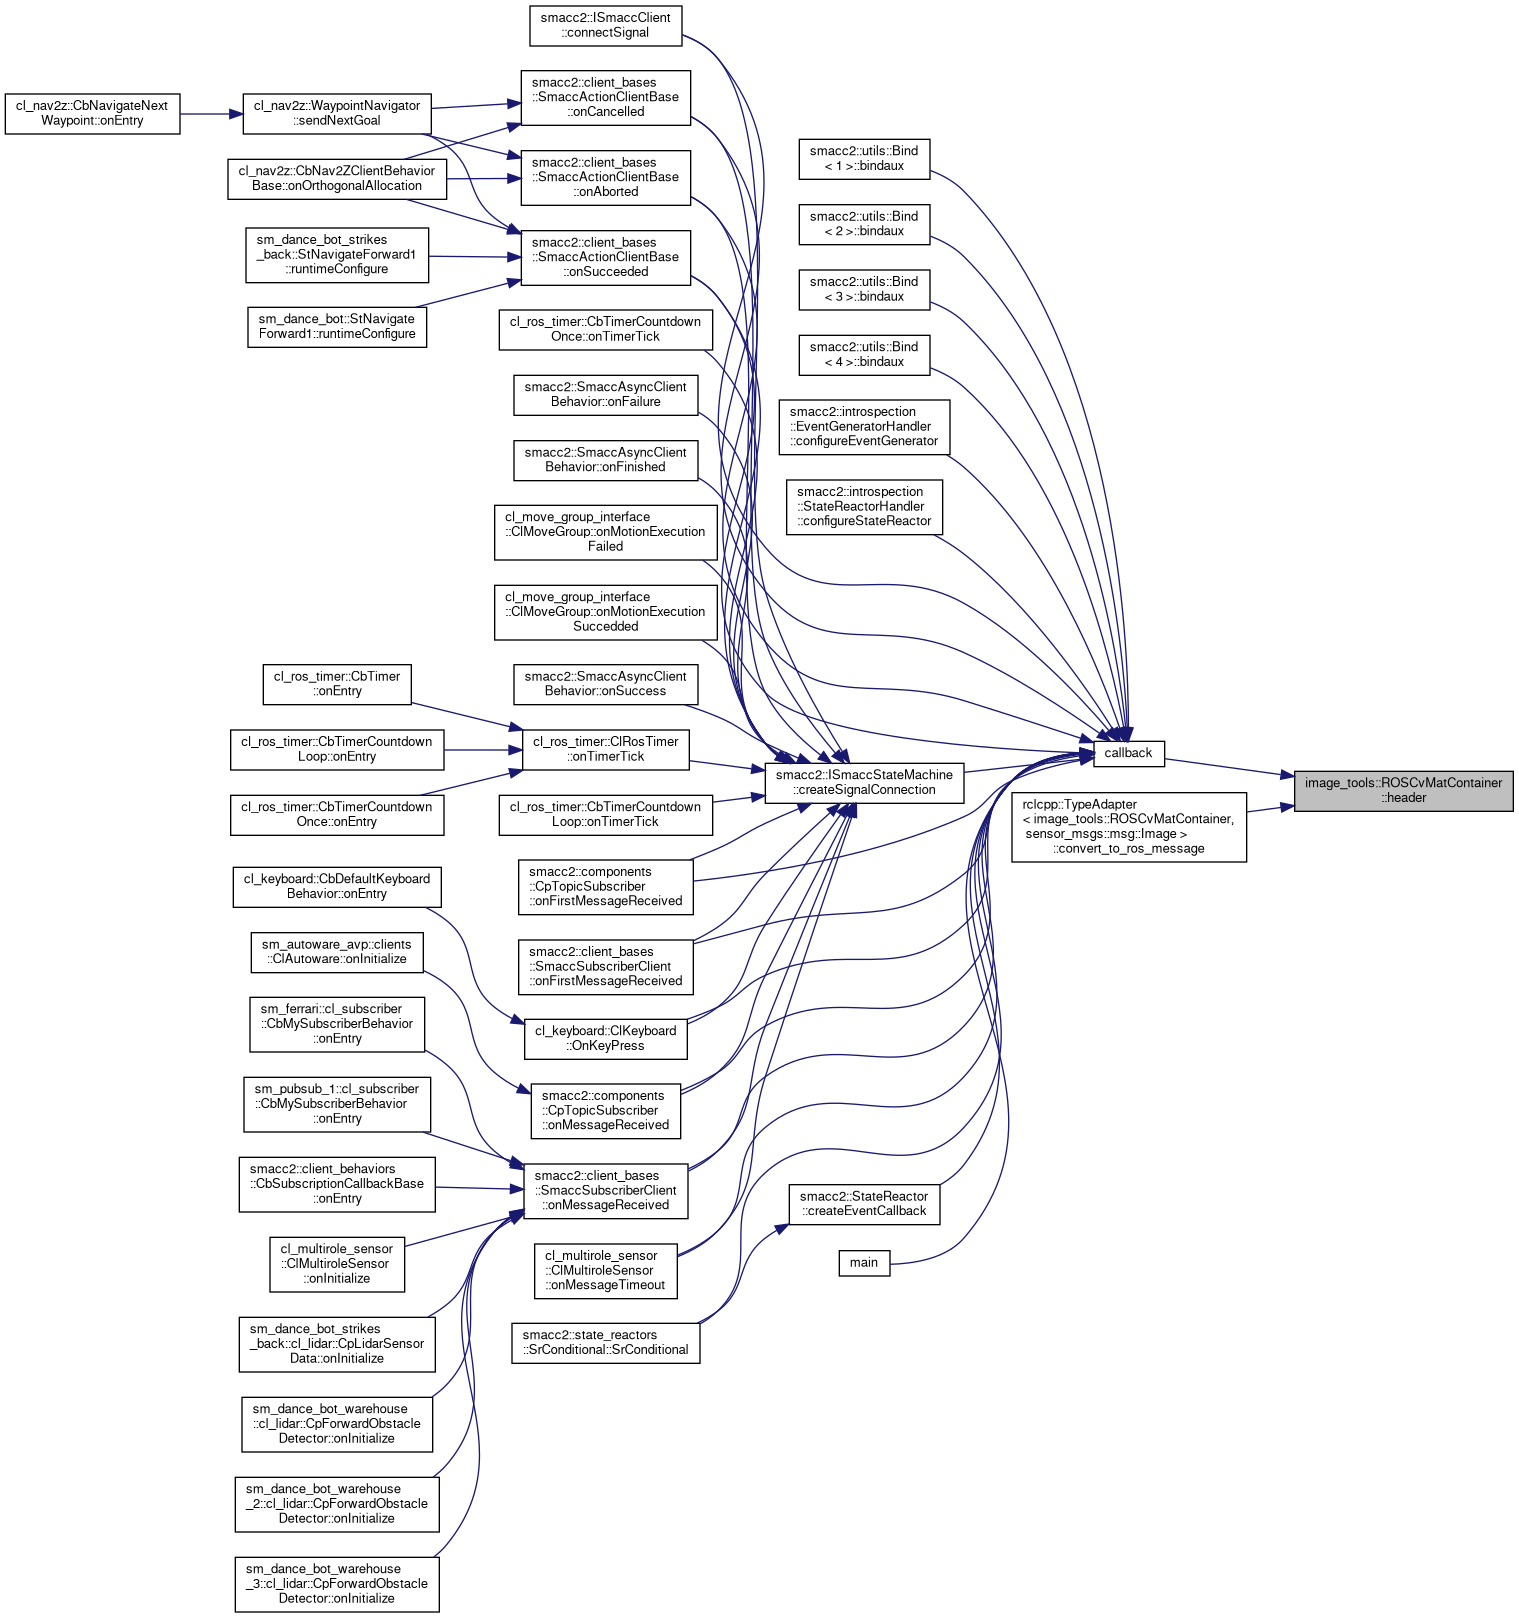 smacc2::ISmaccClient
::connectSignal
cl_nav2z::CbNavigateNext
Waypoint::onEntry
cl_nav2z::WaypointNavigator
::sendNextGoal
smacc2::client_bases
::SmaccActionClientBase
::onCancelled
cl_nav2z::CbNav2ZClientBehavior
Base::onOrthogonalAllocation
smacc2::client_bases
::SmaccActionClientBase
::onAborted
sm_dance_bot_strikes
_back::StNavigateForward1
::runtimeConfigure
smacc2::client_bases
::SmaccActionClientBase
::onSucceeded
sm_dance_bot::StNavigate
Forward1::runtimeConfigure
cl_ros_timer::CbTimerCountdown
Once::onTimerTick
smacc2::SmaccAsyncClient
Behavior::onFailure
smacc2::SmaccAsyncClient
Behavior::onFinished
cl_move_group_interface
::ClMoveGroup::onMotionExecution
Failed
cl_move_group_interface
::ClMoveGroup::onMotionExecution
Succedded
smacc2::SmaccAsyncClient
Behavior::onSuccess
cl_ros_timer::CbTimer
::onEntry
cl_ros_timer::CbTimerCountdown
Loop::onEntry
cl_ros_timer::CbTimerCountdown
Once::onEntry
cl_ros_timer::ClRosTimer
::onTimerTick
cl_ros_timer::CbTimerCountdown
Loop::onTimerTick
smacc2::components
::CpTopicSubscriber
::onFirstMessageReceived
smacc2::client_bases
::SmaccSubscriberClient
::onFirstMessageReceived
cl_keyboard::CbDefaultKeyboard
Behavior::onEntry
cl_keyboard::ClKeyboard
::OnKeyPress
sm_autoware_avp::clients
::ClAutoware::onInitialize
smacc2::components
::CpTopicSubscriber
::onMessageReceived
sm_ferrari::cl_subscriber
::CbMySubscriberBehavior
::onEntry
sm_pubsub_1::cl_subscriber
::CbMySubscriberBehavior
::onEntry
smacc2::client_behaviors
::CbSubscriptionCallbackBase
::onEntry
smacc2::client_bases
::SmaccSubscriberClient
::onMessageReceived
cl_multirole_sensor
::ClMultiroleSensor
::onInitialize
cl_multirole_sensor
::ClMultiroleSensor
::onMessageTimeout
sm_dance_bot_strikes
_back::cl_lidar::CpLidarSensor
Data::onInitialize
smacc2::state_reactors
::SrConditional::SrConditional
sm_dance_bot_warehouse
::cl_lidar::CpForwardObstacle
Detector::onInitialize
sm_dance_bot_warehouse
_2::cl_lidar::CpForwardObstacle
Detector::onInitialize
sm_dance_bot_warehouse
_3::cl_lidar::CpForwardObstacle
Detector::onInitialize
smacc2::utils::Bind
< 1 >::bindaux
smacc2::utils::Bind
< 2 >::bindaux
smacc2::utils::Bind
< 3 >::bindaux
smacc2::utils::Bind
< 4 >::bindaux
smacc2::introspection
::EventGeneratorHandler
::configureEventGenerator
smacc2::introspection
::StateReactorHandler
::configureStateReactor
smacc2::ISmaccStateMachine
::createSignalConnection
smacc2::StateReactor
::createEventCallback
main
callback
rclcpp::TypeAdapter
< image_tools::ROSCvMatContainer,
sensor_msgs::msg::Image >
::convert_to_ros_message
image_tools::ROSCvMatContainer
::header